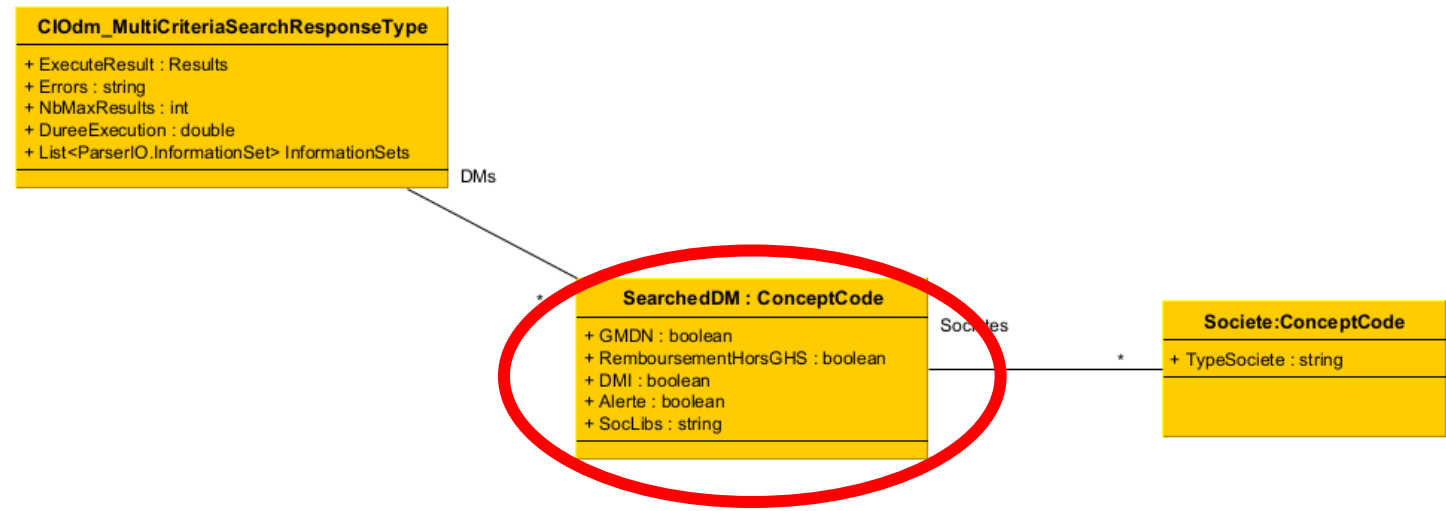 CIOdm_MultiCriteriaSearchResponseType
+ ExecuteResult : Results
+ Errors : string
+ NbMaxResults : int
+ DureeExecution : double
+ List<ParserIO.InformationSet> InformationSets
DMs
*
SearchedDM : ConceptCode
+ GMDN : boolean
+ RemboursementHorsGHS : boolean
+ DMI : boolean
+ Alerte : boolean
+ SocLibs : string
Societes
*
Societe:ConceptCode
+ TypeSociete : string